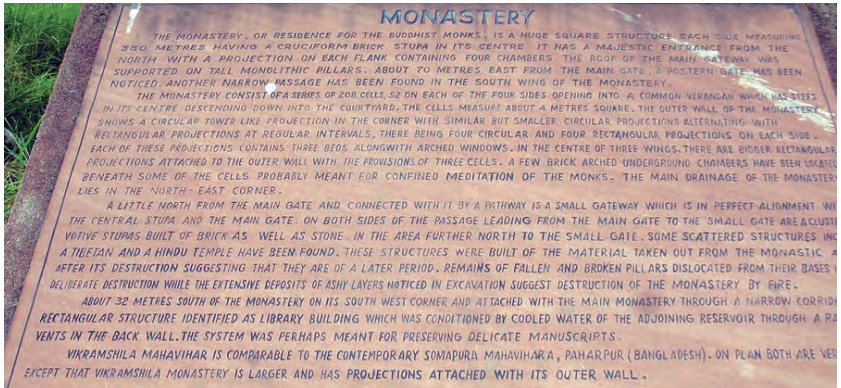 MONASTERY
THE MONASTERY, OR RESIDENCE FOR THE BUDDHIST MONKS, IS A HUGE SQUARE STRUCTURE EACH SIDE MEASURING
330 METRES HAVING A CRUCIFORM BRICK STUPA IN ITS CENTRE. IT HAS A MAJESTIC ENTRANCE FROM THE
NORTH WITH A PROJECTION ON EACH FLANK CONTAINING FOUR CHAMBERS. THE ROOF OF THE MAIN GATEWAY WAS
SUPPORTED ON TALL MONOLITHIC PILLARS. ABOUT 70 METRES EAST FROM THE MAIN GATE, A POSTERN GATE HAS BEEN
NOTICED. ANOTHER NARROW PASSAGE HAS BEEN FOUND IN THE SOUTH WING OF THE MONASTERY.
THE MONASTERY CONSIST OF A SERIES OF 208 CELLS, 52 ON EACH OF THE FOUR SIDES OPENING INTO A COMMON VERANDAH WHICH HAS STEPS
IN ITS CENTRE DESCENDING DOWN INTO THE COURTYARD. THE CELLS MEASURE ABOUT 4 METRES SQUARE. THE OUTER WALL OF THE MONASTERY
SHOWS A CIRCULAR TOWER LIKE PROJECTION IN THE CORNER WITH SIMILAR BUT SMALLER CIRCULAR PROJECTIONS ALTERNATING WITH
RECTANGULAR PROJECTIONS AT REGULAR INTERVALS, THERE BEING FOUR CIRCULAR AND FOUR RECTANGULAR PROJECTIONS ON EACH SIDE.
EACH OF THESE PROJECTIONS CONTAINS THREE BEDS ALONGWITH ARCHED WINDOWS. IN THE CENTRE OF THREE WINGS, THERE ARE BIGGER RECTANGULAR
PROJECTIONS ATTACHED TO THE OUTER WALL WITH THE PROVISIONS OF THREE CELLS. A FEW BRICK ARCHED UNDERGROUND CHAMBERS HAVE BEEN LOCATED
BENEATH SOME OF THE CELLS PROBABLY MEANT FOR CONFINED MEDITATION OF THE MONKS. THE MAIN DRAINAGE OF THE MONASTERY
LIES IN THE NORTH-EAST CORNER.
A LITTLE NORTH FROM THE MAIN GATE AND CONNECTED WITH IT BY A PATHWAY IS A SMALL GATEWAY WHICH IS IN PERFECT ALIGNMENT WI
THE CENTRAL STUPA AND THE MAIN GATE. ON BOTH SIDES OF THE PASSAGE LEADING FROM THE MAIN GATE TO THE SMALL GATE ARE A CLUST
VOTIVE STUPAS BUILT OF BRICK AS WELL AS STONE. IN THE AREA FURTHER NORTH TO THE SMALL GATE, SOME SCATTERED STRUCTURES INC
A TIBETAN AND A HINDU TEMPLE HAVE BEEN FOUND. THESE STRUCTURES WERE BUILT OF THE MATERIAL TAKEN OUT FROM THE MONASTIC A
AFTER ITS DESTRUCTION SUGGESTING THAT THEY ARE OF A LATER PERIOD. REMAINS OF FALLEN AND BROKEN PILLARS DISLOCATED FROM THEIR BASES I
DELIBERATE DESTRUCTION WHILE THE EXTENSIVE DEPOSITS OF ASHY LAYERS NOTICED IN EXCAVATION SUGGEST DESTRUCTION OF THE MONASTERY BY FIRE.
ABOUT 32 METRES SOUTH OF THE MONASTERY ON ITS SOUTH WEST CORNER AND ATTACHED WITH THE MAIN MONASTERY THROUGH A NARROW CORRID
RECTANGULAR STRUCTURE IDENTIFIED AS LIBRARY BUILDING WHICH WAS CONDITIONED BY COOLED WATER OF THE ADJOINING RESERVOIR THROUGH A RA
VENTS IN THE BACK WALL. THE SYSTEM WAS PERHAPS MEANT FOR PRESERVING DELICATE MANUSCRIPTS.
VIKRAMSHILA MAHAVIHAR IS COMPARABLE TO THE CONTEMPORARY SOMAPURA MAHAVIHARA, PAHARPUR (BANGLADESH). ON PLAN BOTH ARE VER
EXCEPT THAT VIKRAMSHILA MONASTERY IS LARGER AND HAS PROJECTIONS ATTACHED WITH ITS OUTER WALL.